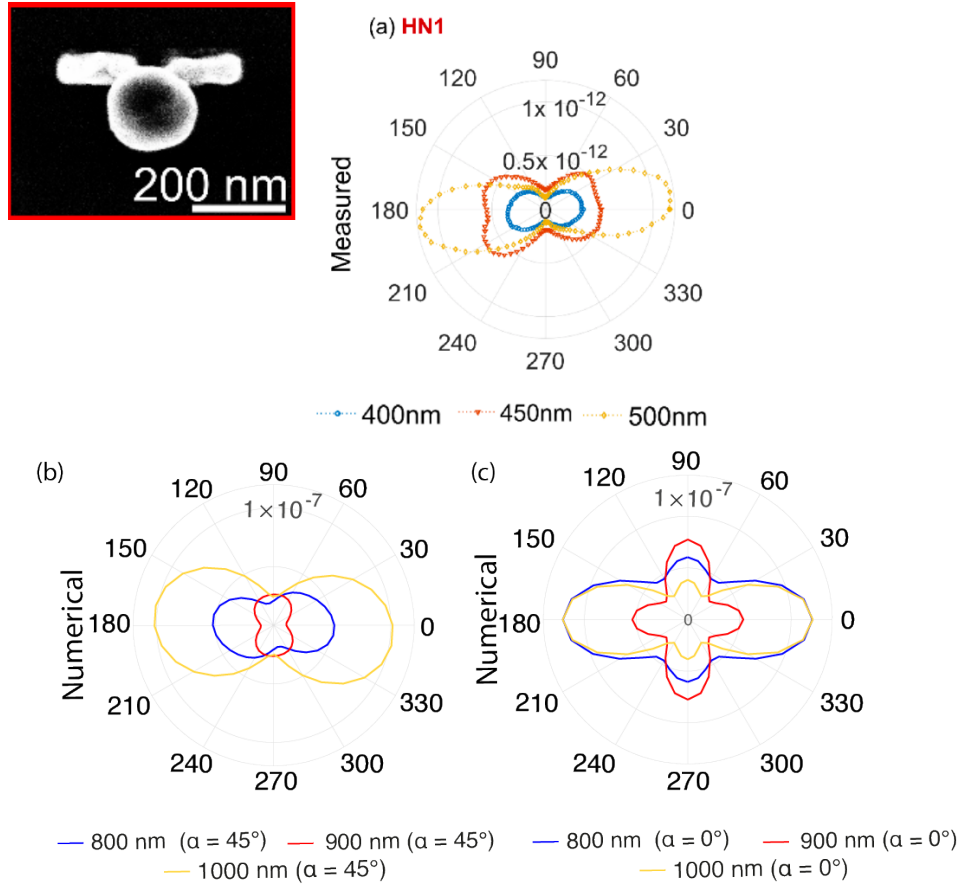 200 nm
(a) HN1
Measured
90
120
60
1x 10⁻¹²
150
30
0.5x 10⁻¹²
180
0
0
210
330
240
300
270
400nm 450nm 500nm
(b)
Numerical
90
120
60
1×10⁻⁷
150
30
180
0
210
330
240
300
270
(c)
Numerical
90
120
60
1×10⁻⁷
150
30
180
0
0
210
330
240
300
270
800 nm (α = 45°) 900 nm (α = 45°)
1000 nm (α = 45°)
800 nm (α = 0°) 900 nm (α = 0°)
1000 nm (α = 0°)